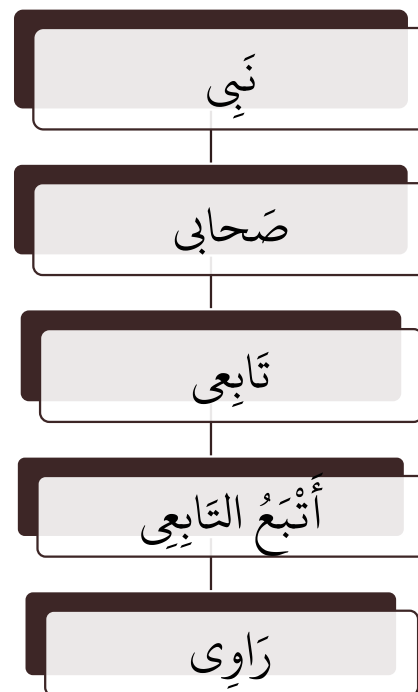 نَبِى
صَحابى
تَابِعى
أَتْبَعُ التَابِعِى
رَاوِى